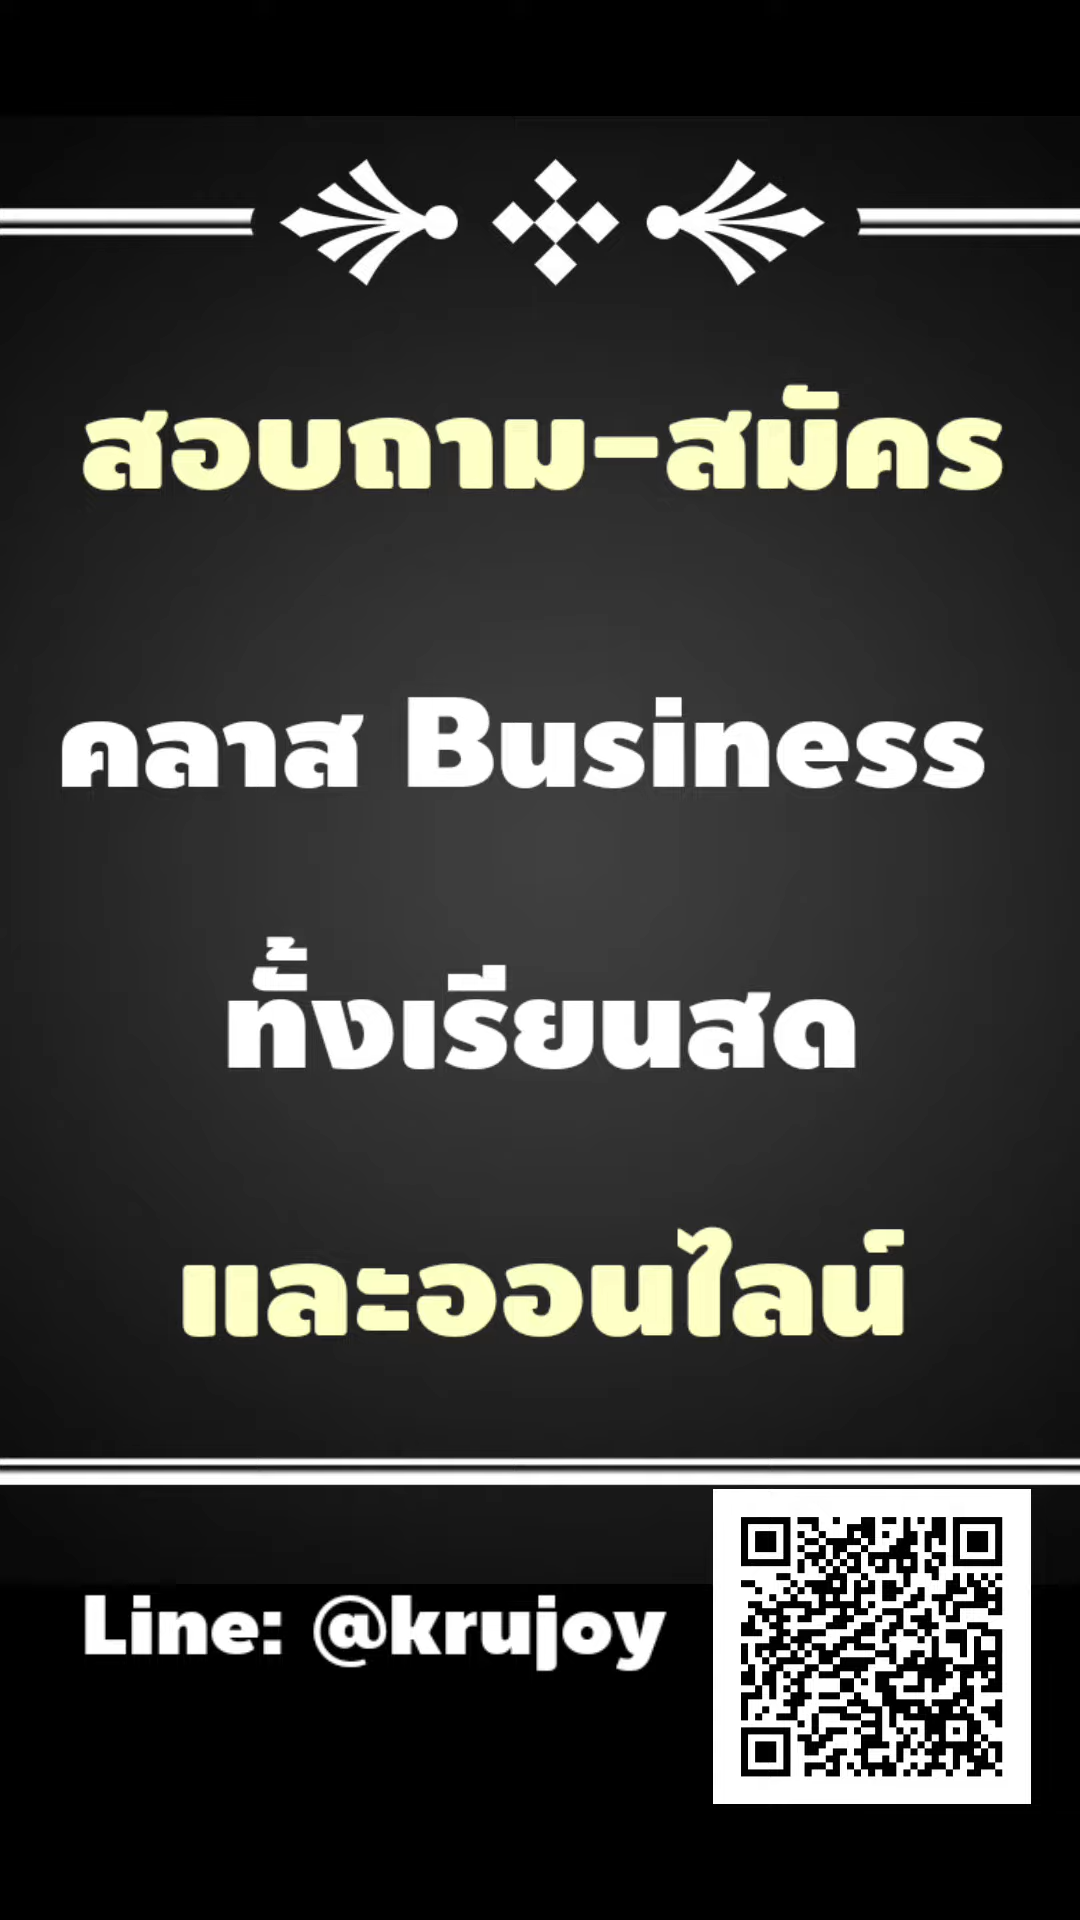 สอบถาม-สมัคร
คลาส Business
ทั้งเรียนสด
และออนไลน์
Line: @krujoy